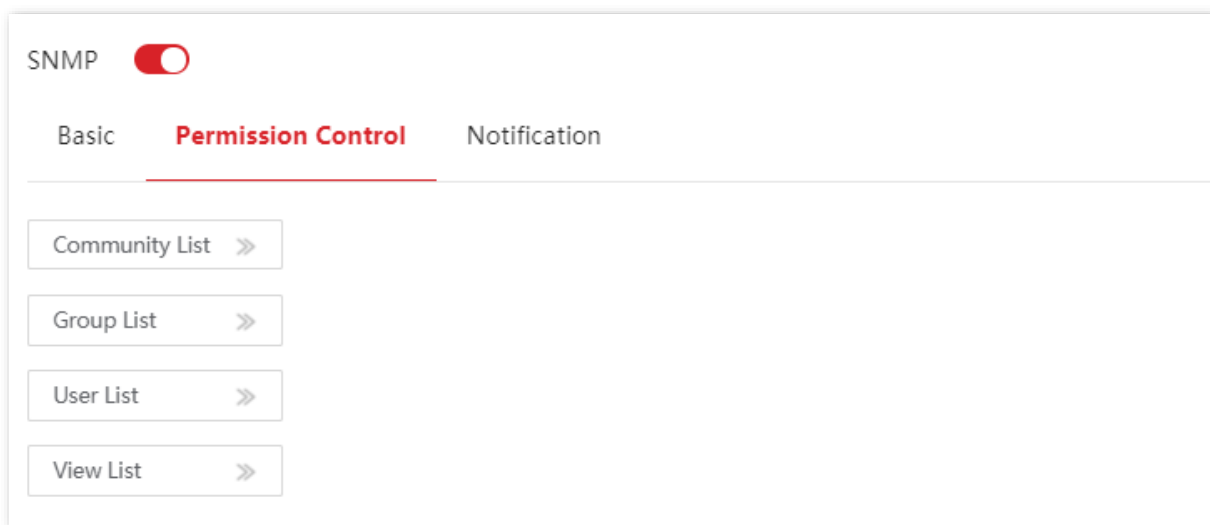 SNMP
Basic Permission Control Notification
Community List
Group List
User List
View List